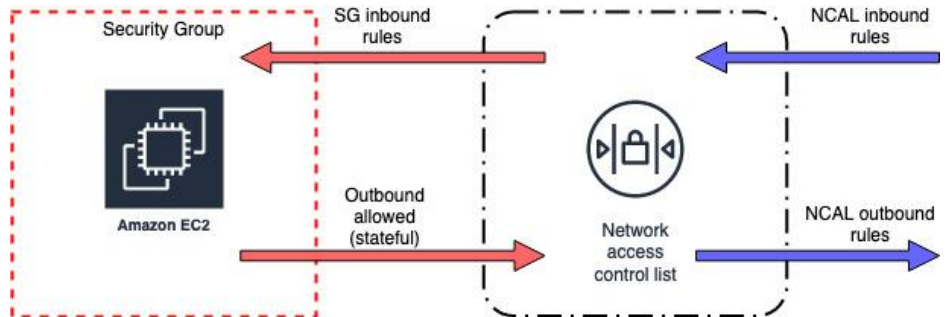 Security Group
SG inbound
rules
NCAL inbound
rules
Amazon EC2
Outbound
allowed
(stateful)
Network
access
control list
NCAL outbound
rules